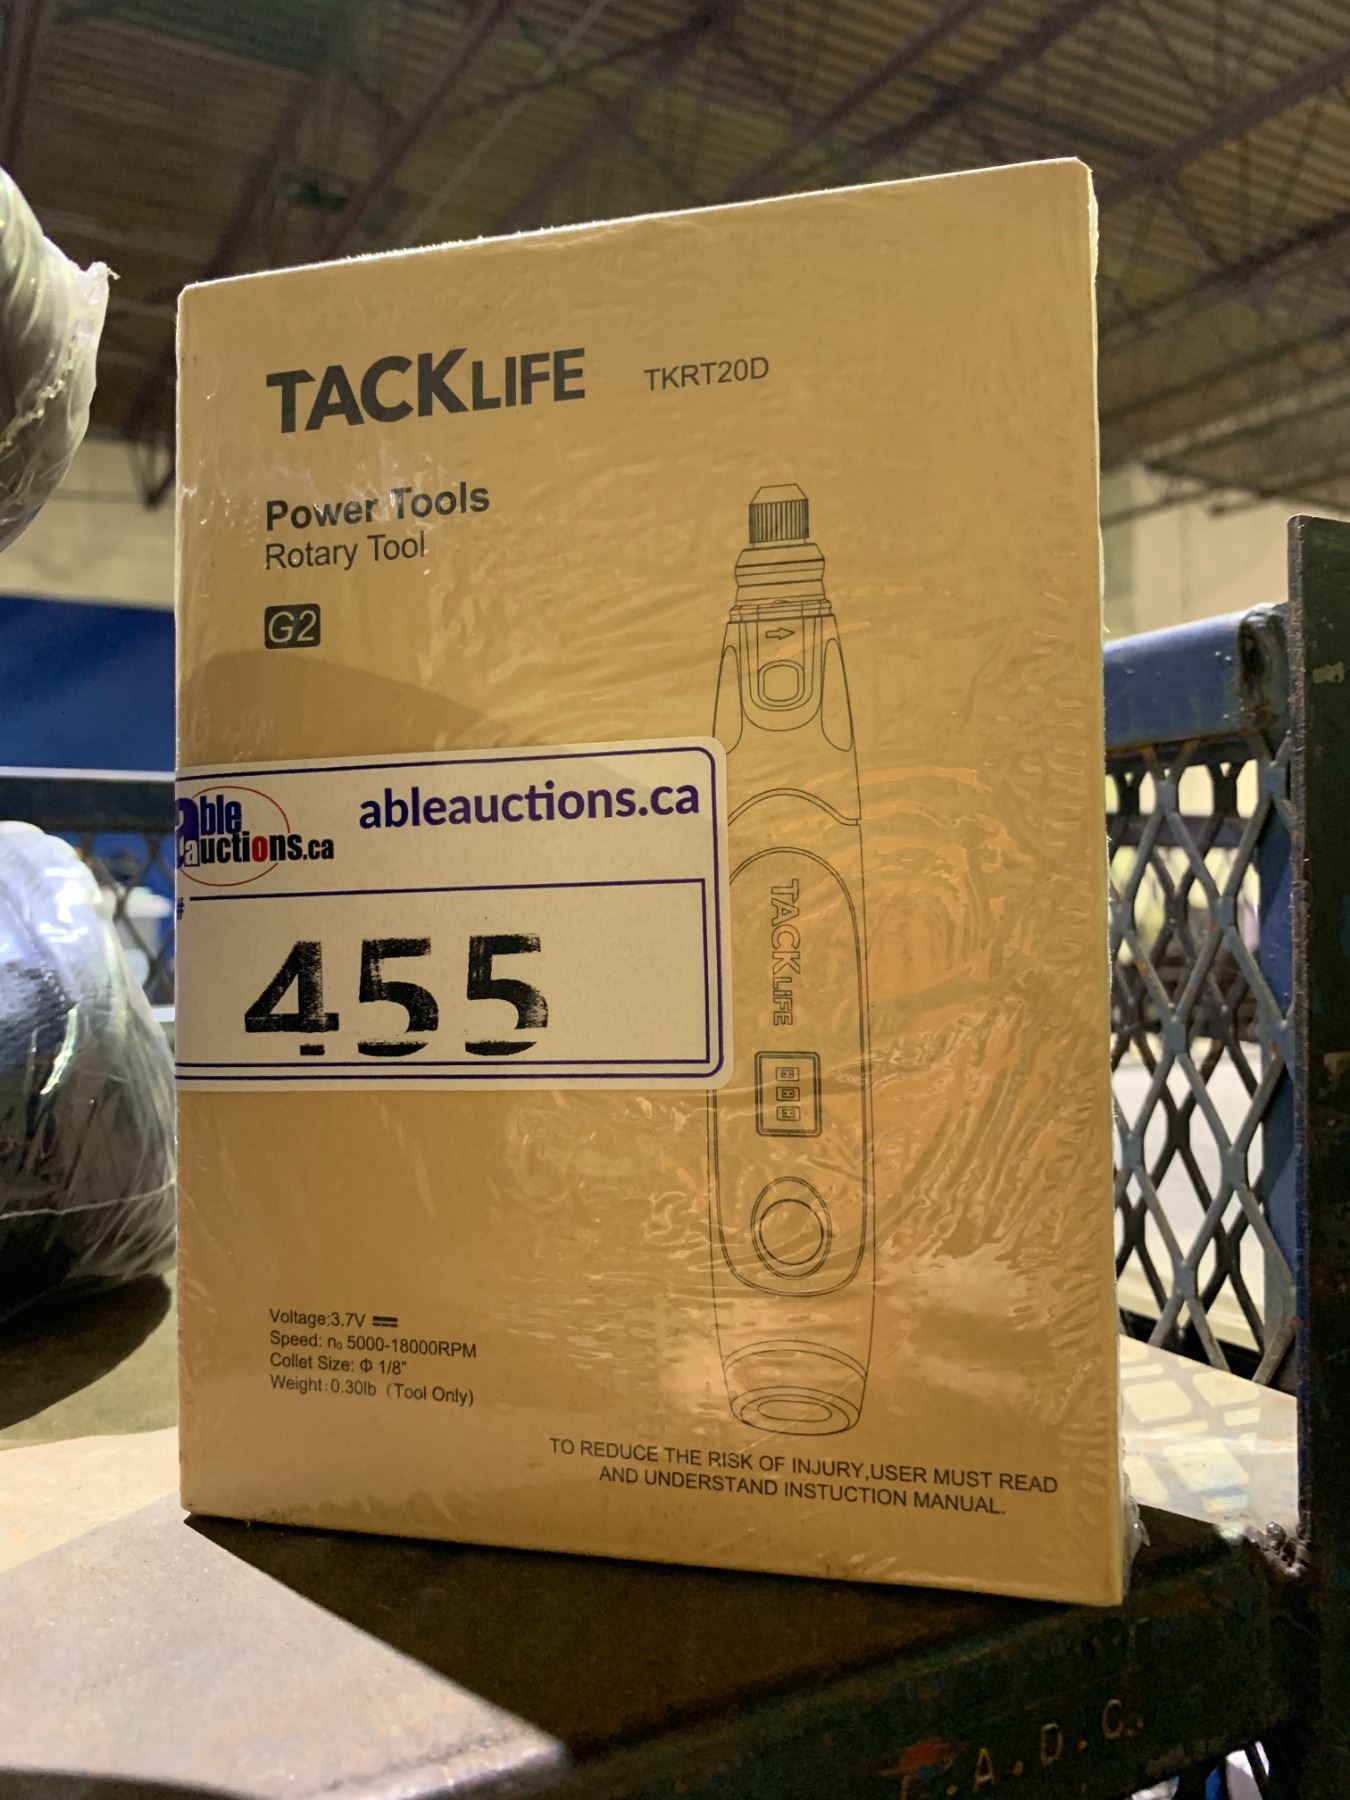 TACKLIFE TKRT20D
Power Tools
Rotary Tool
G2
able
auctions.ca
ableauctions.ca
#
455
TACKLIFE
Voltage:3.7V
Speed: n₀ 5000-18000RPM
Collet Size: Φ 1/8"
Weight:0.30lb (Tool Only)
TO REDUCE THE RISK OF INJURY,USER MUST READ
AND UNDERSTAND INSTUCTION MANUAL.
T.A.D.G.